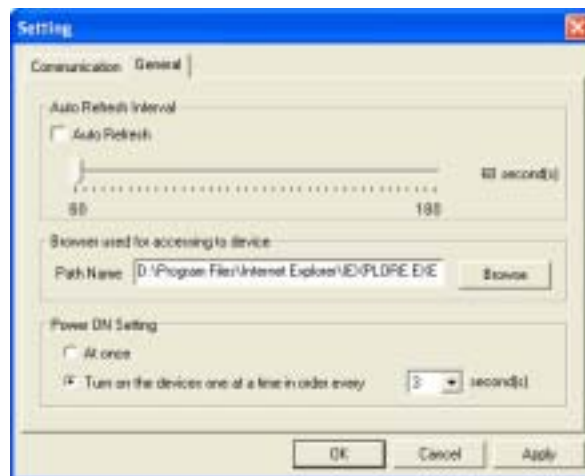 Setting
Communication General
Auto Refresh Interval
Auto Refresh
60 second(s)
60 180
Browser used for accessing to device
Path Name D:\Program Files\Internet Explorer\IEXPLORE.EXE Browse
Power ON Setting
At once
Turn on the devices one at a time in order every 3 second(s)
OK Cancel Apply